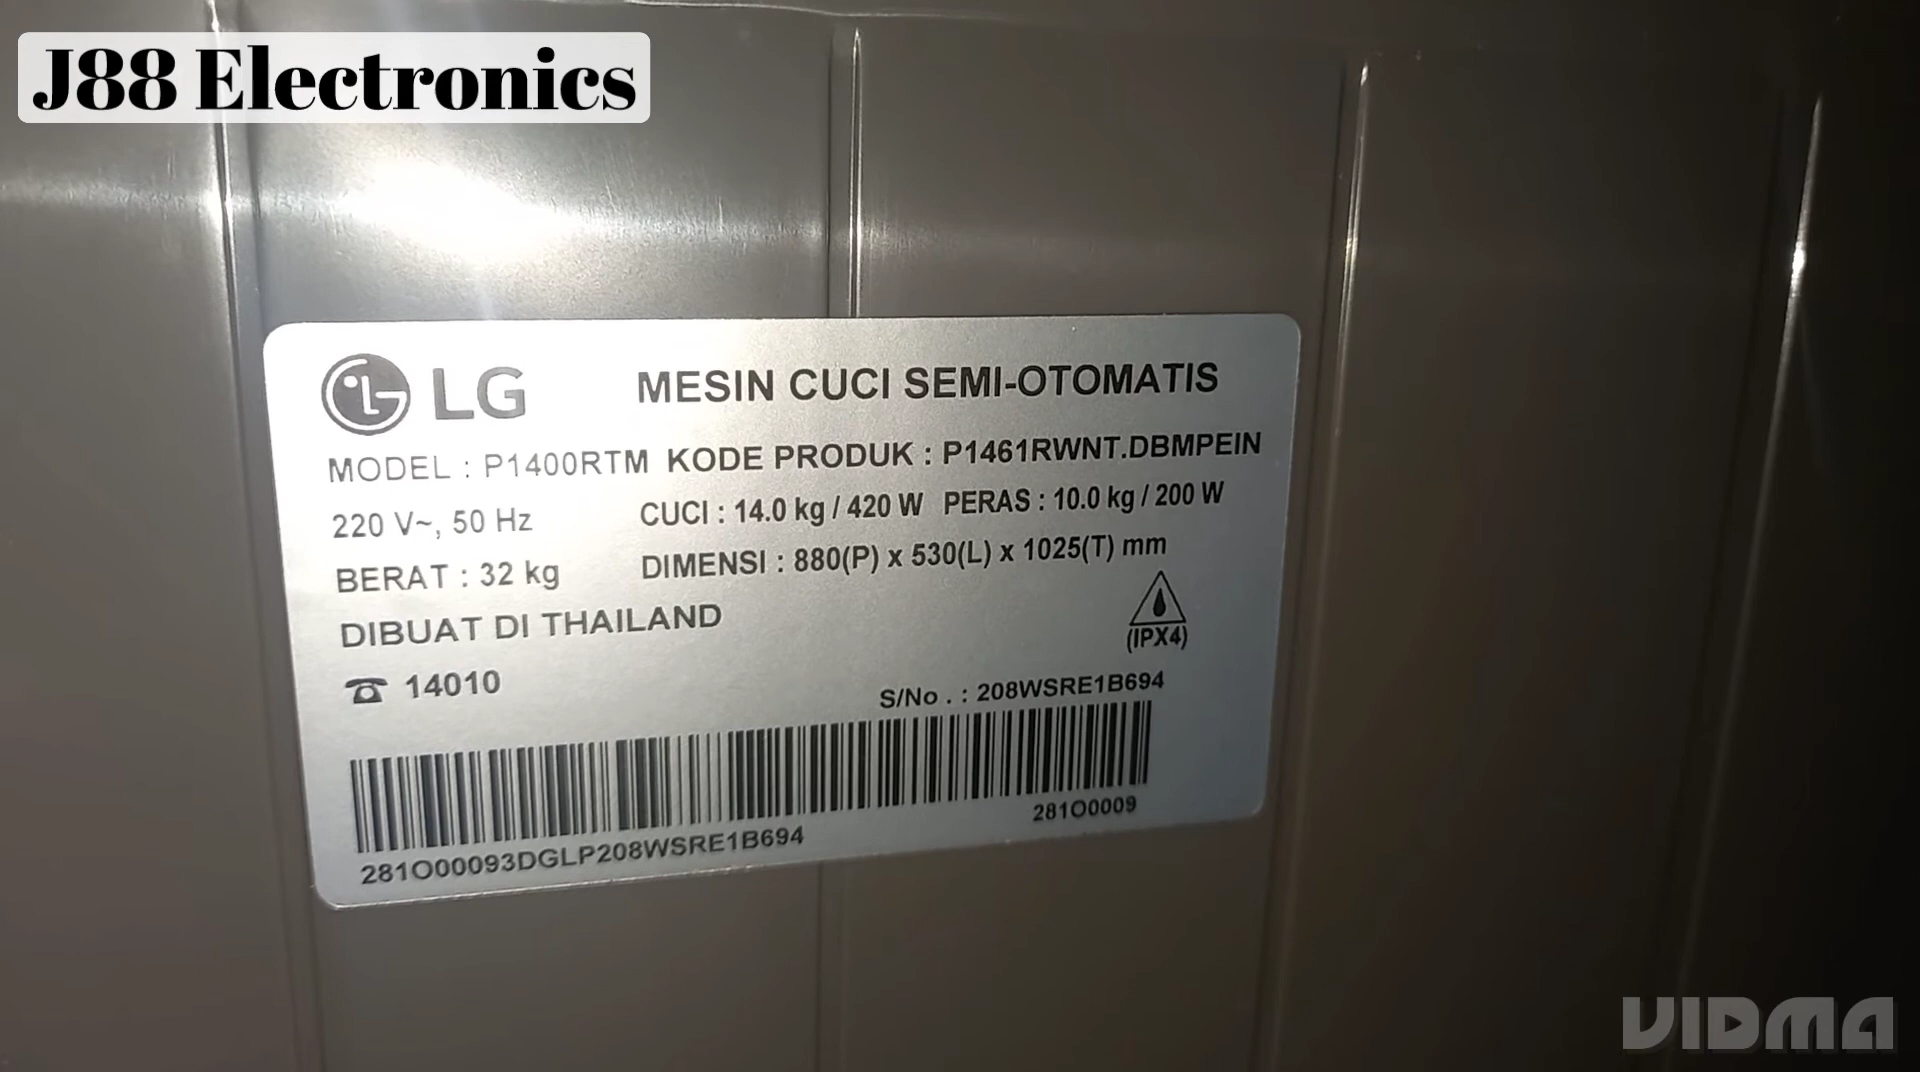 J88 Electronics
LG MESIN CUCI SEMI-OTOMATIS
MODEL : P1400RTM KODE PRODUK : P1461RWNT.DBMPEIN
220 V~, 50 Hz CUCI : 14.0 kg / 420 W PERAS : 10.0 kg / 200 W
BERAT : 32 kg DIMENSI : 880(P) x 530(L) x 1025(T) mm
DIBUAT DI THAILAND
(IPX4)
14010
S/No . : 208WSRE1B694
281O00093DGLP208WSRE1B694
281O0009
VIDMA